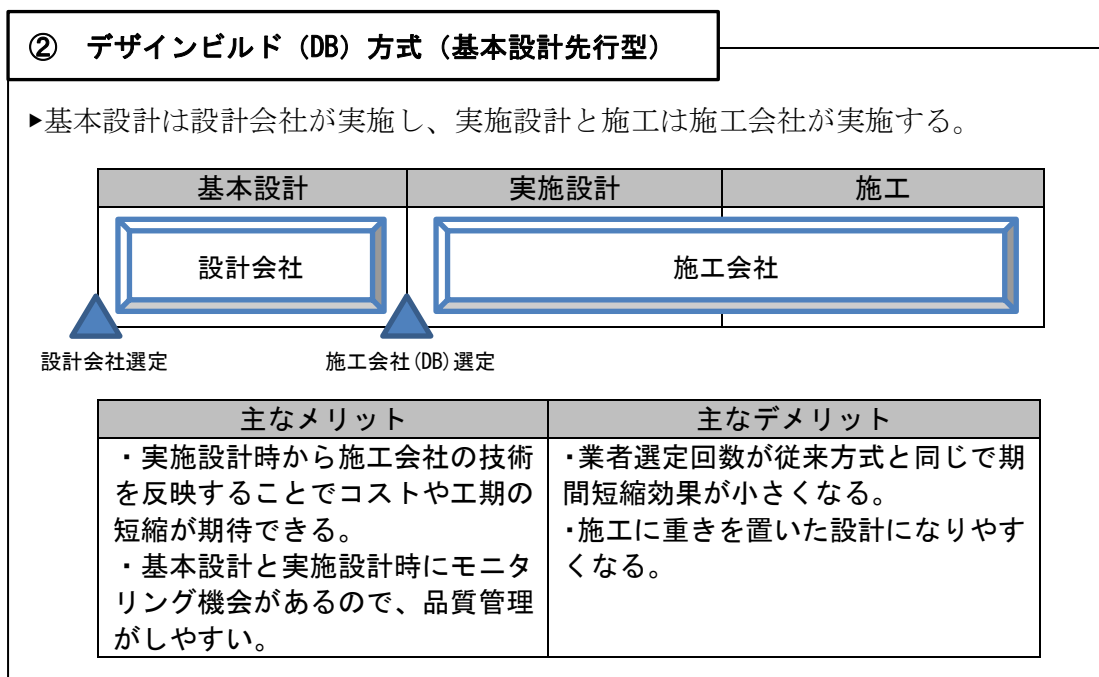 ② デザインビルド（DB）方式（基本設計先行型）
▶基本設計は設計会社が実施し、実施設計と施工は施工会社が実施する。
基本設計 実施設計 施工
設計会社 施工会社
設計会社選定 施工会社(DB)選定
主なメリット 主なデメリット
・実施設計時から施工会社の技術
を反映することでコストや工期の
短縮が期待できる。
・基本設計と実施設計時にモニタ
リング機会があるので、品質管理
がしやすい。
・業者選定回数が従来方式と同じで期
間短縮効果が小さくなる。
・施工に重きを置いた設計になりやす
くなる。